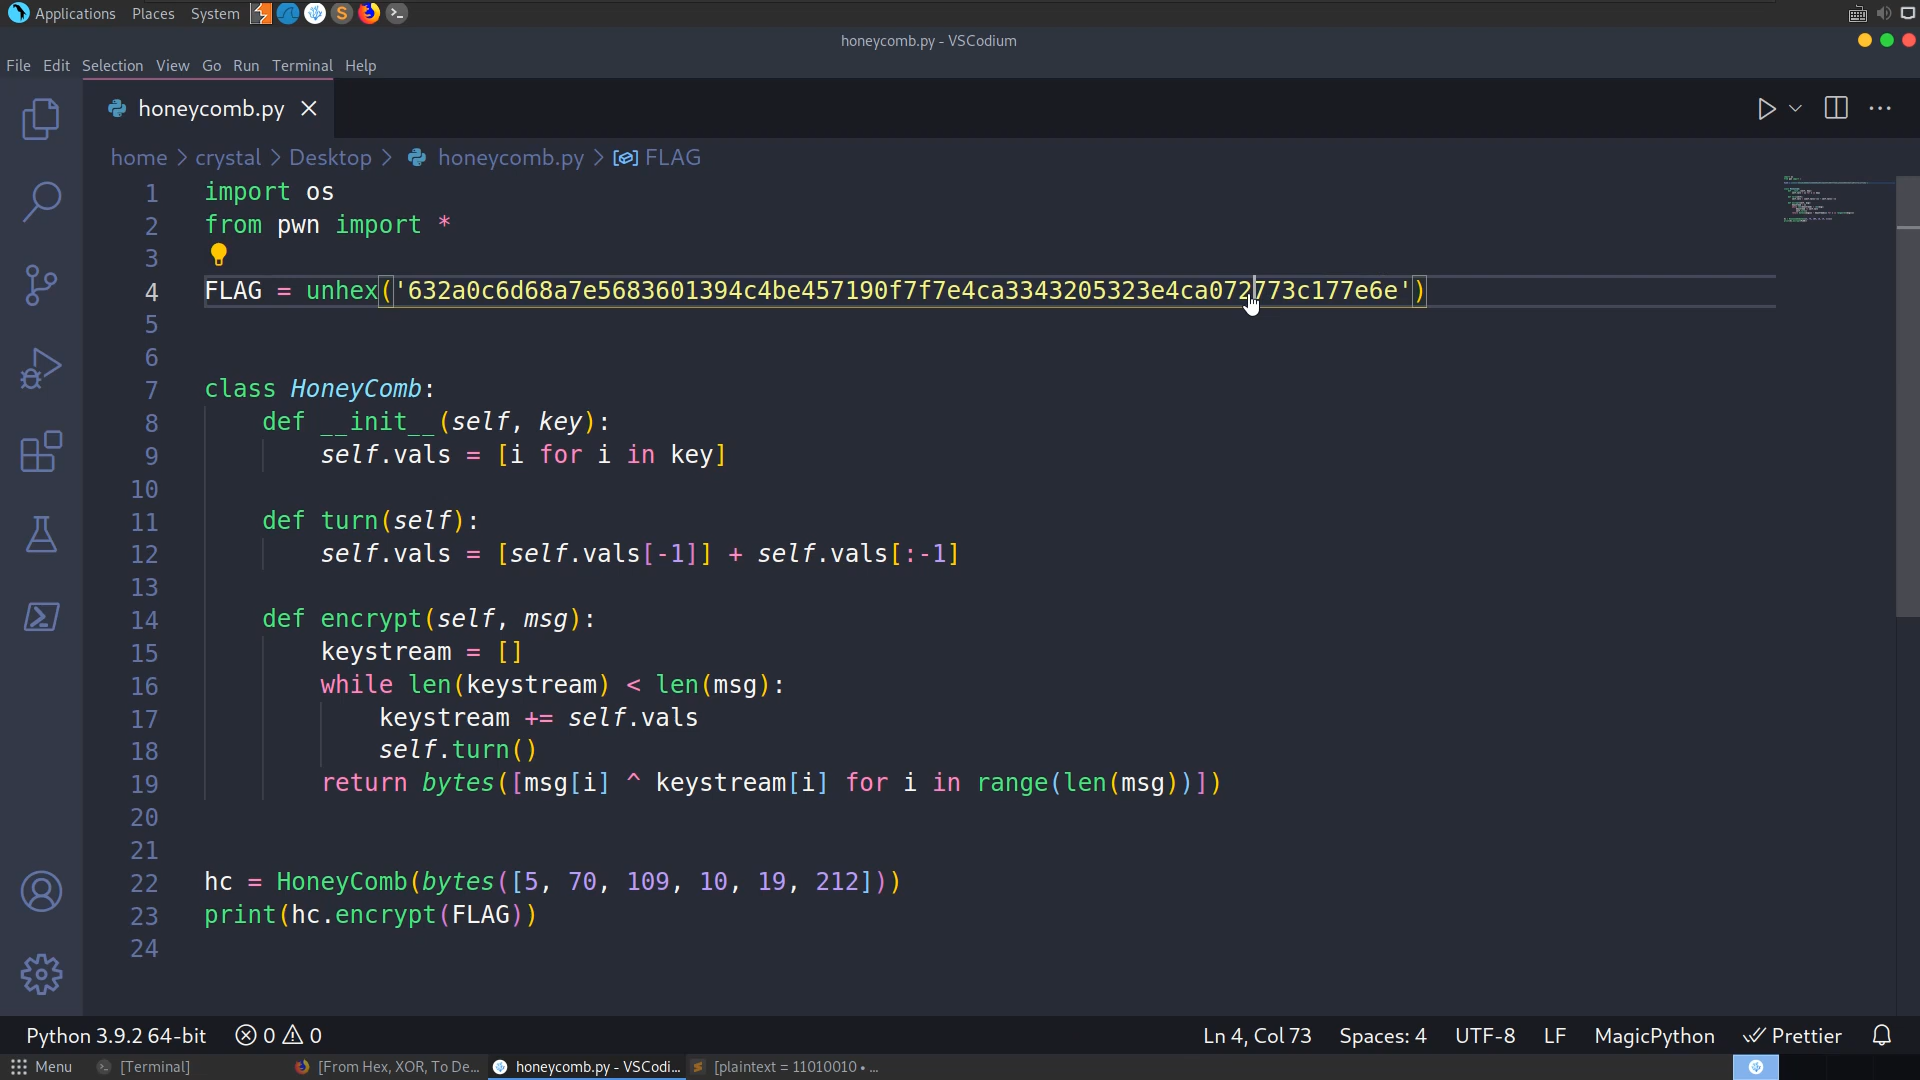 Applications Places System
honeycomb.py - VSCodium
File Edit Selection View Go Run Terminal Help
honeycomb.py
home > crystal > Desktop > honeycomb.py > FLAG
1 import os
2 from pwn import *
3
4 FLAG = unhex('632a0c6d68a7e5683601394c4be457190f7f7e4ca3343205323e4ca072773c177e6e')
5
6
7 class HoneyComb:
8 def __init__(self, key):
9 self.vals = [i for i in key]
10
11 def turn(self):
12 self.vals = [self.vals[-1]] + self.vals[:-1]
13
14 def encrypt(self, msg):
15 keystream = []
16 while len(keystream) < len(msg):
17 keystream += self.vals
18 self.turn()
19 return bytes([msg[i] ^ keystream[i] for i in range(len(msg))])
20
21
22 hc = HoneyComb(bytes([5, 70, 109, 10, 19, 212]))
23 print(hc.encrypt(FLAG))
24
Python 3.9.2 64-bit 0 0 Ln 4, Col 73 Spaces: 4 UTF-8 LF MagicPython Prettier
Menu [Terminal] [From Hex, XOR, To De... honeycomb.py - VSCodi... [plaintext = 11010010 • ...